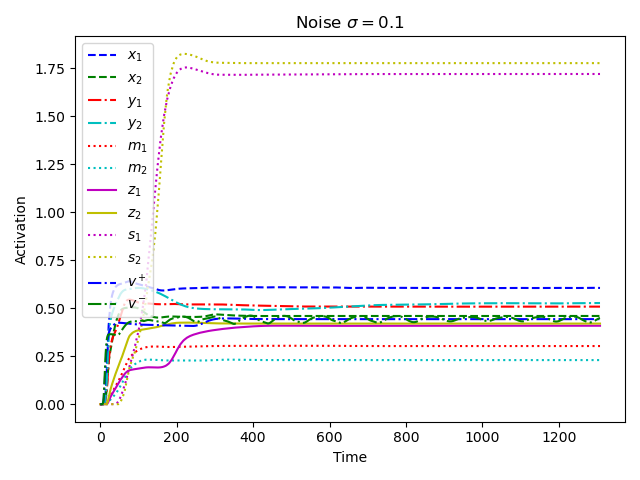 Noise σ = 0.1
x₁
x₂
y₁
y₂
m₁
m₂
z₁
z₂
s₁
s₂
v⁺
v⁻
1.75
1.50
1.25
1.00
0.75
0.50
0.25
0.00
Activation
0 200 400 600 800 1000 1200
Time